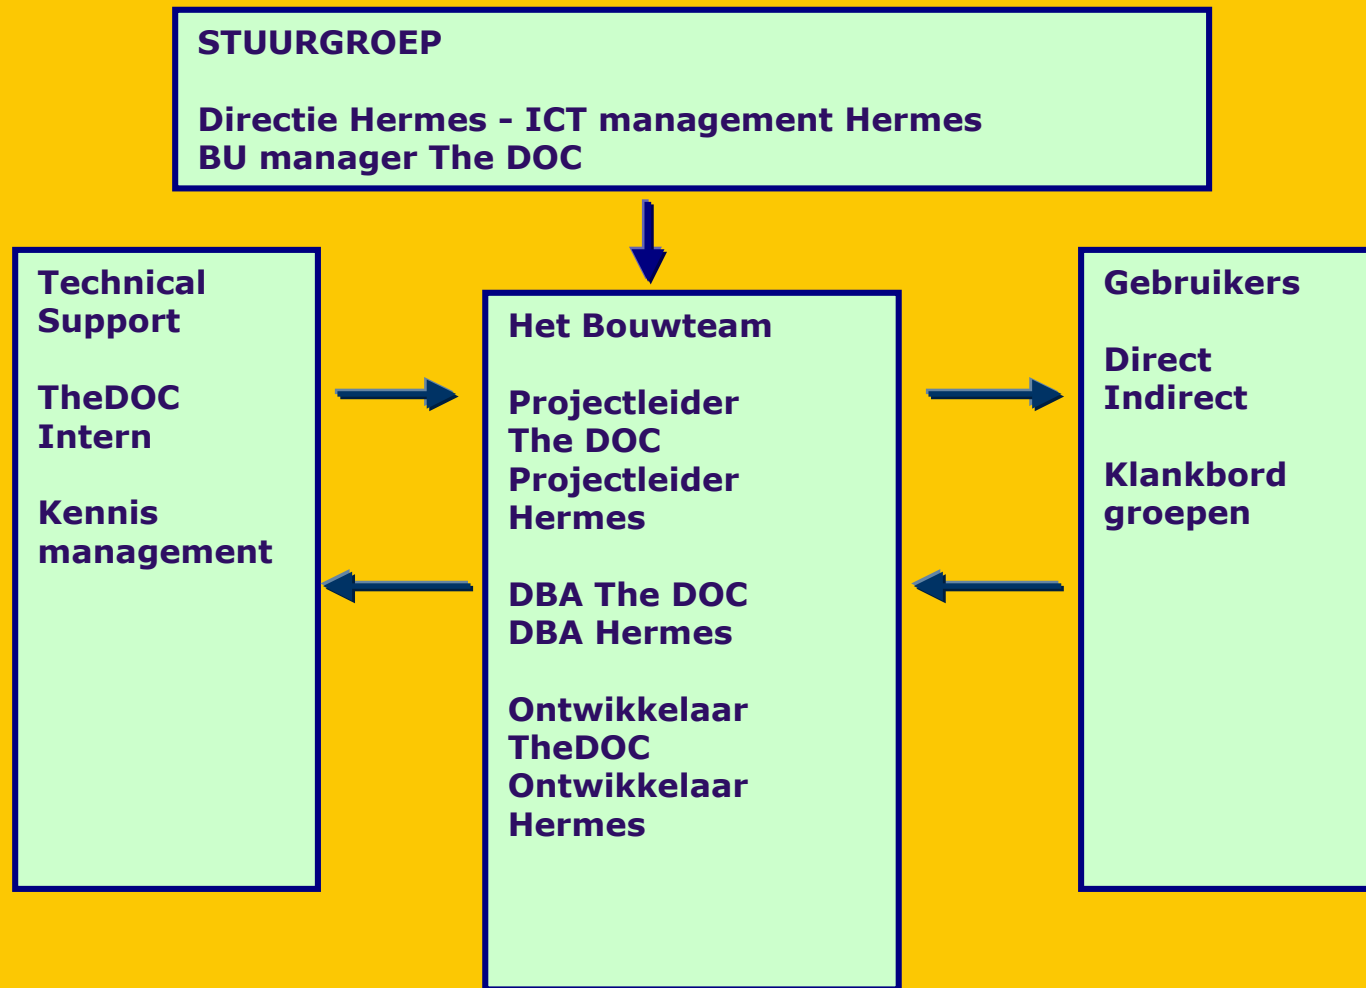 STUURGROEP
Directie Hermes - ICT management Hermes
BU manager The DOC
Technical
Support
TheDOC
Intern
Kennis
management
Het Bouwteam
Projectleider
The DOC
Projectleider
Hermes
DBA The DOC
DBA Hermes
Ontwikkelaar
TheDOC
Ontwikkelaar
Hermes
Gebruikers
Direct
Indirect
Klankbord
groepen